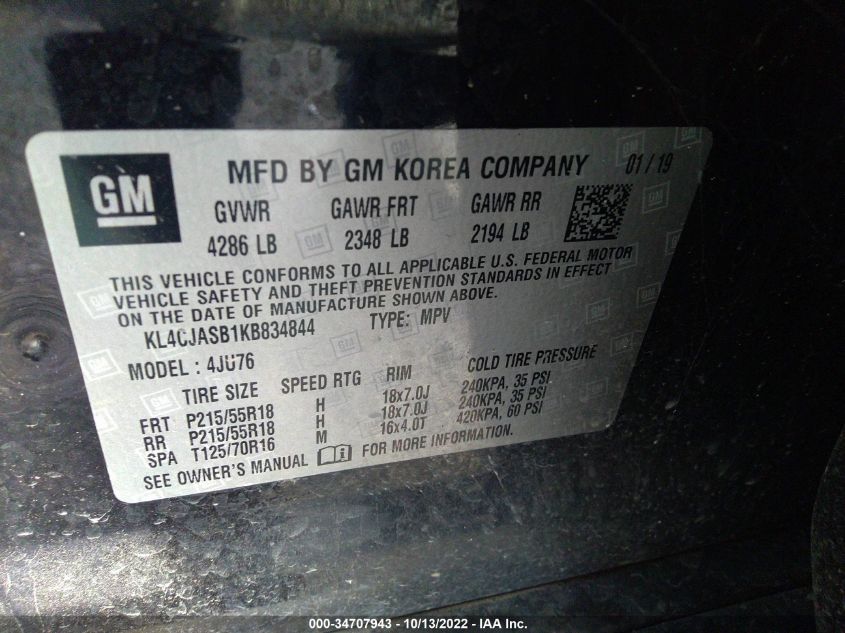 GM MFD BY GM KOREA COMPANY 01/19
GVWR GAWR FRT GAWR RR
4286 LB 2348 LB 2194 LB
THIS VEHICLE CONFORMS TO ALL APPLICABLE U.S. FEDERAL MOTOR
VEHICLE SAFETY AND THEFT PREVENTION STANDARDS IN EFFECT
ON THE DATE OF MANUFACTURE SHOWN ABOVE.
KL4CJASB1KB834844 TYPE: MPV
MODEL : 4JU76
TIRE SIZE SPEED RTG RIM COLD TIRE PRESSURE
FRT P215/55R18 H 18x7.0J 240KPA, 35 PSI
RR P215/55R18 H 18x7.0J 240KPA, 35 PSI
SPA T125/70R16 M 16x4.0T 420KPA, 60 PSI
SEE OWNER'S MANUAL FOR MORE INFORMATION.
000-34707943 - 10/13/2022 - IAA Inc.